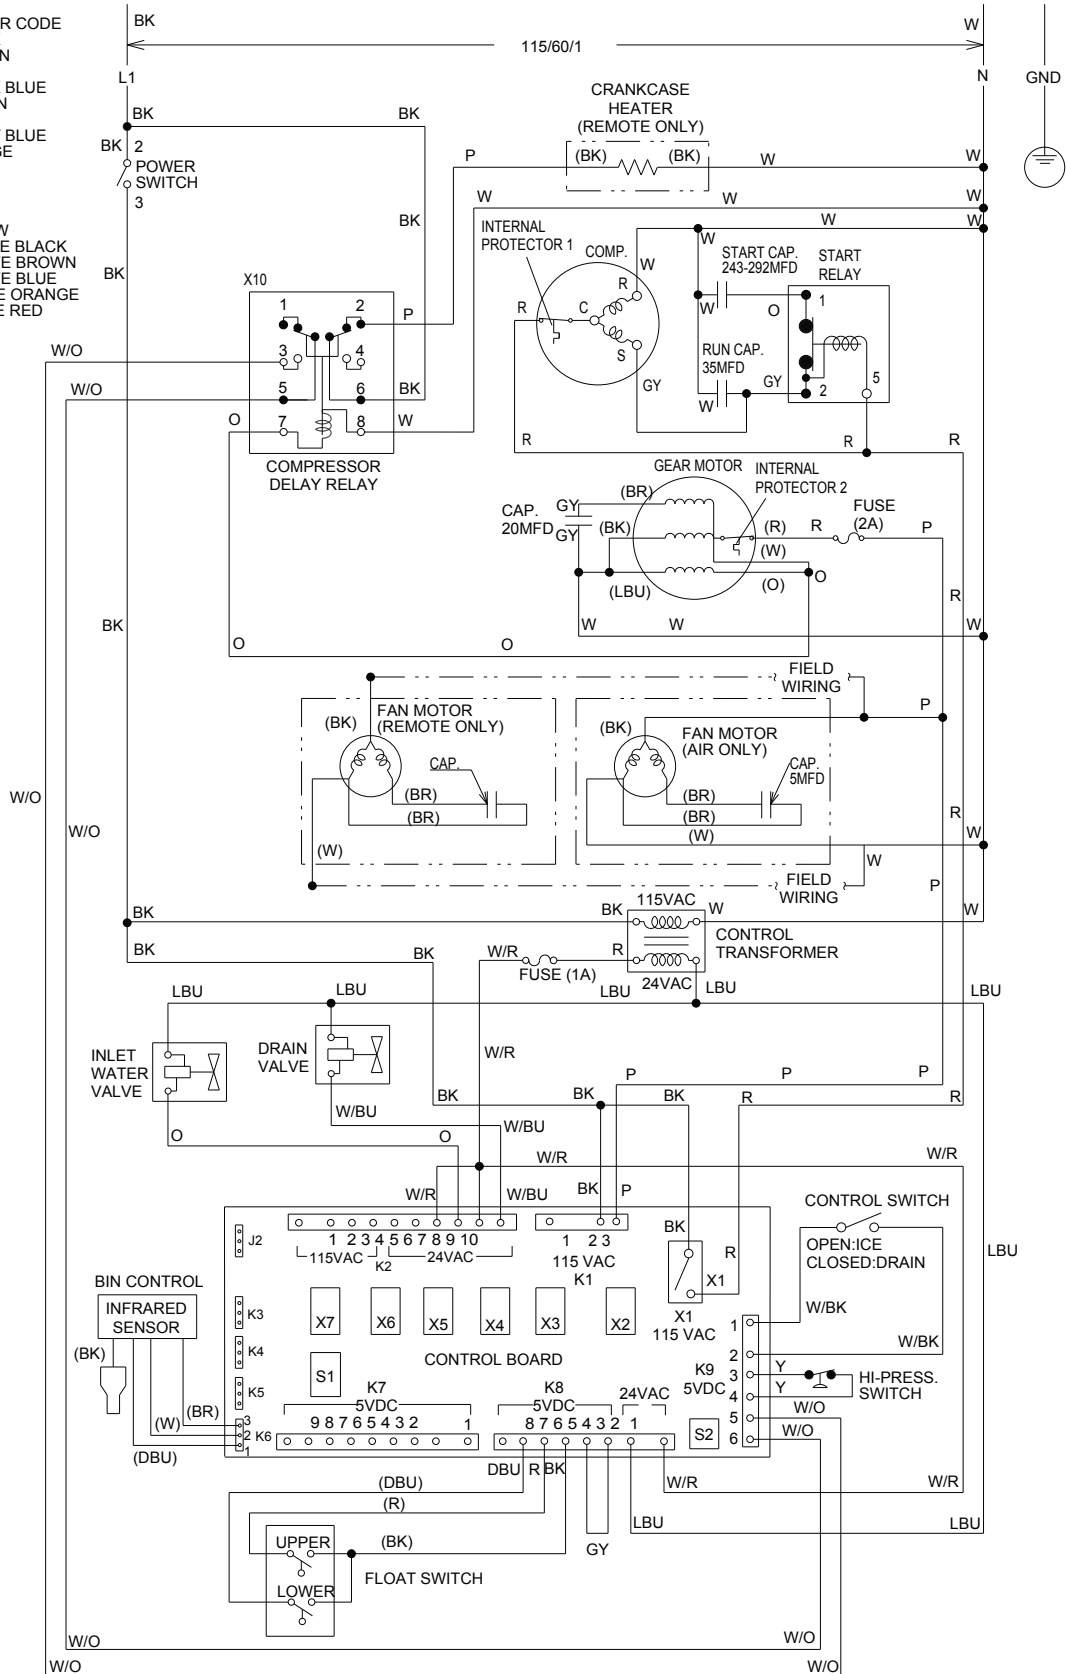 R CODE
N
BLUE
N
BLUE
GE
W
E BLACK
E BROWN
E BLUE
E ORANGE
E RED
BK
W
115/60/1
L1
N
GND
BK
BK
CRANKCASE
HEATER
(REMOTE ONLY)
BK 2
POWER
SWITCH
3
P
(BK)
(BK)
W
W
W
W
BK
INTERNAL
PROTECTOR 1
COMP.
W
W
W
W
START CAP.
243-292MFD
START
RELAY
BK
X10
R
C
R
S
W
O
1
1
2
P
W/O
3
4
RUN CAP.
35MFD
W/O
5
6
BK
GY
W
GY
2
5
O
7
8
W
R
R
R
COMPRESSOR
DELAY RELAY
GEAR MOTOR
INTERNAL
PROTECTOR 2
(BR)
CAP.
20MFD
GY
GY
(BK)
(R)
R
FUSE
(2A)
P
(W)
(LBU)
(O)
O
R
BK
W
W
W
O
O
FIELD
WIRING
P
(BK)
FAN MOTOR
(REMOTE ONLY)
(BK)
FAN MOTOR
(AIR ONLY)
CAP.
CAP.
5MFD
W/O
(BR)
(BR)
(BR)
(BR)
W/O
(W)
(W)
R
W
W
FIELD
WIRING
P
BK
BK
115VAC
W
W
CONTROL
TRANSFORMER
BK
BK
W/R
R
FUSE (1A)
24VAC
LBU
LBU
LBU
LBU
LBU
INLET
WATER
VALVE
DRAIN
VALVE
W/R
P
P
P
W/BU
BK
BK
BK
R
R
O
O
W/BU
W/R
W/R
W/R
W/BU
BK
P
CONTROL SWITCH
OPEN:ICE
CLOSED:DRAIN
LBU
J2
1 2 3 4 5 6 7 8 9 10
115VAC
K2
24VAC
1 2 3
115 VAC
K1
BK
R
X1
BIN CONTROL
INFRARED
SENSOR
K3
X7
X6
X5
X4
X3
X2
X1
115 VAC
W/BK
1
K4
CONTROL BOARD
W/BK
2
(BK)
S1
K9
5VDC
3
Y
HI-PRESS.
SWITCH
K5
K7
5VDC
K8
5VDC
24VAC
4
Y
(BR)
(W)
3
2
K6
1
9 8 7 6 5 4 3 2 1
8 7 6 5 4 3 2 1
S2
5
W/O
6
W/O
(DBU)
DBU
R
BK
(DBU)
W/R
W/R
(R)
LBU
LBU
UPPER
(BK)
GY
FLOAT SWITCH
LOWER
W/O
W/O
W/O
W/O